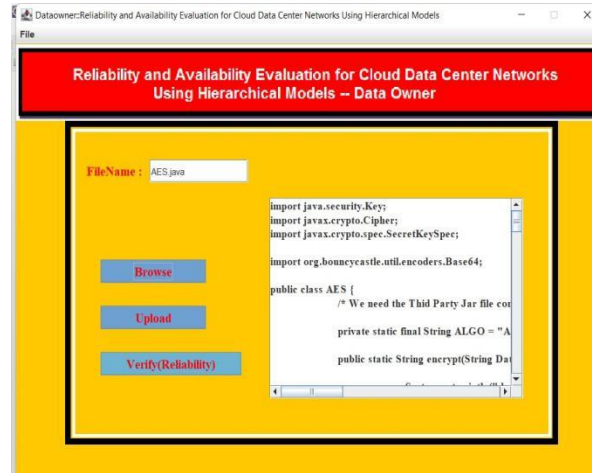 Dataowner::Reliability and Availability Evaluation for Cloud Data Center Networks Using Hierarchical Models
File
Reliability and Availability Evaluation for Cloud Data Center Networks
Using Hierarchical Models -- Data Owner
FileName : AES.java
import java.security.Key;
import javax.crypto.Cipher;
import javax.crypto.spec.SecretKeySpec;
import org.bouncycastle.util.encoders.Base64;
public class AES {
/* We need the Thid Party Jar file con
private static final String ALGO = "A
public static String encrypt(String Dat
Browse
Upload
Verify(Reliability)